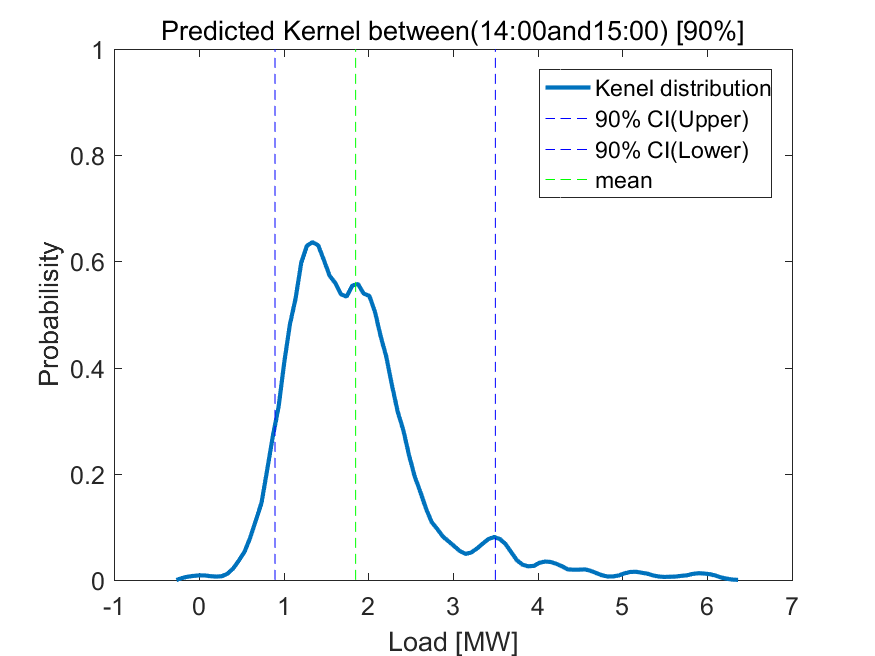 Predicted Kernel between(14:00and15:00) [90%]
1
0.8
0.6
0.4
0.2
0
Probabilisity
Kenel distribution
90% CI(Upper)
90% CI(Lower)
mean
-1 0 1 2 3 4 5 6 7
Load [MW]